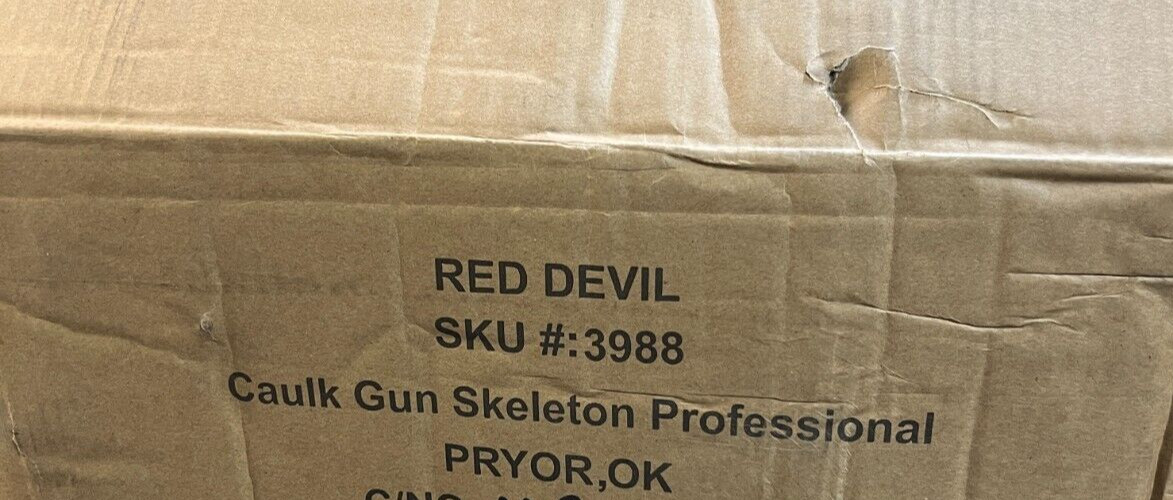 RED DEVIL
SKU #:3988
Caulk Gun Skeleton Professional
PRYOR,OK